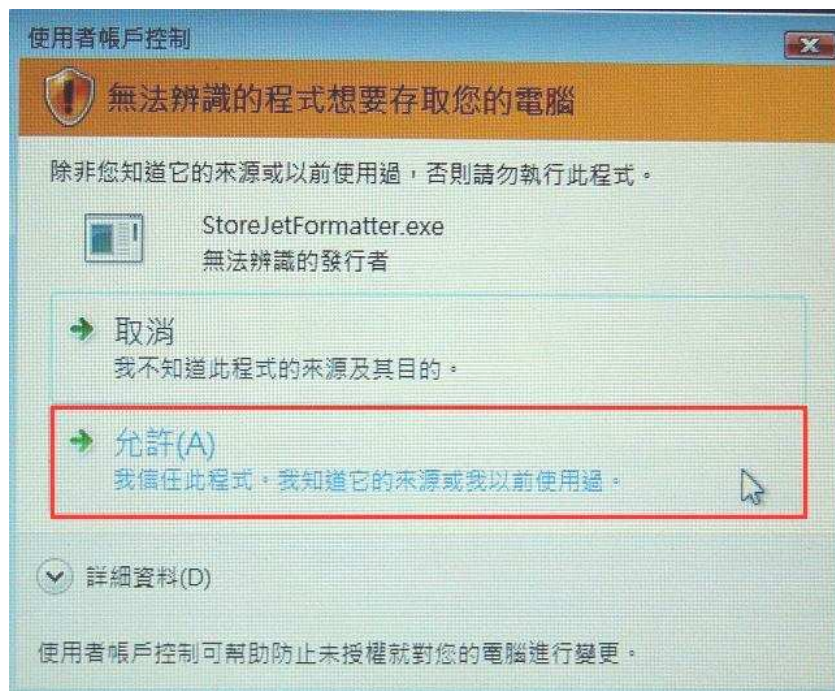 使用者帳戶控制
無法辨識的程式想要存取您的電腦
除非您知道它的來源或以前使用過，否則請勿執行此程式。
StoreJetFormatter.exe
無法辨識的發行者
取消
我不知道此程式的來源及其目的。
允許(A)
我信任此程式。我知道它的來源或我以前使用過。
詳細資料(D)
使用者帳戶控制可幫助防止未授權就對您的電腦進行變更。